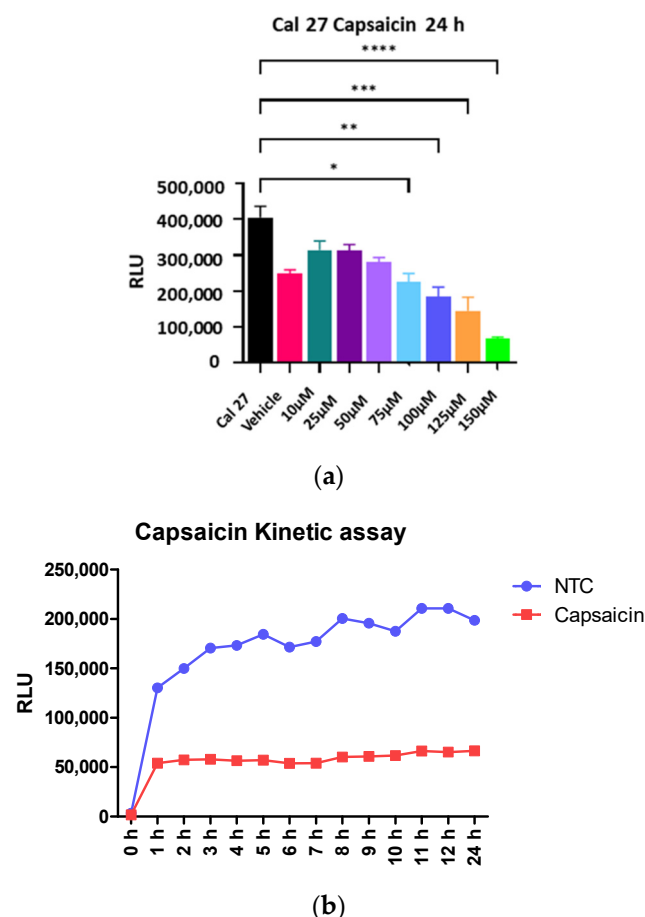 Cal 27 Capsaicin 24 h
****
***
**
*
500,000
400,000
300,000
200,000
100,000
0
RLU
Cal 27
Vehicle
10µM
25µM
50µM
75µM
100µM
125µM
150µM
(a)
Capsaicin Kinetic assay
250,000
200,000
150,000
100,000
50,000
0
RLU
0 h
1 h
2 h
3 h
4 h
5 h
6 h
7 h
8 h
9 h
10 h
11 h
12 h
24 h
NTC
Capsaicin
(b)